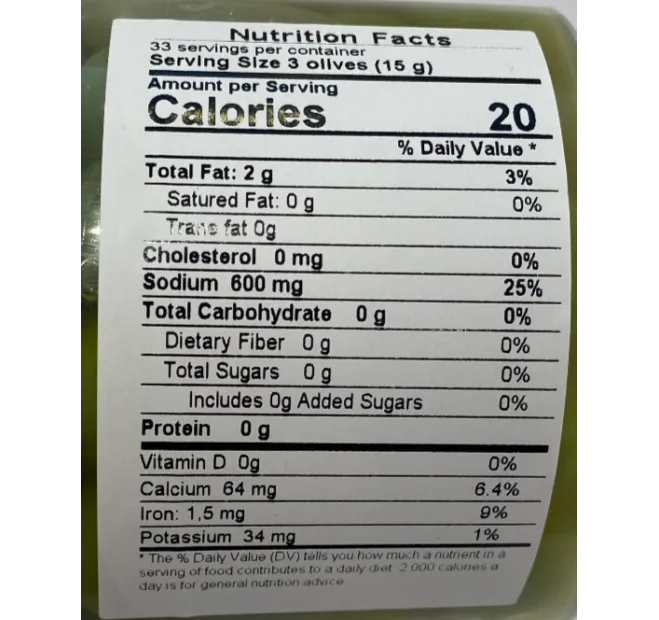 Nutrition Facts
33 servings per container
Serving Size 3 olives (15 g)
Amount per Serving
Calories 20
% Daily Value *
Total Fat: 2 g 3%
Satured Fat: 0 g 0%
Trans fat 0g
Cholesterol 0 mg 0%
Sodium 600 mg 25%
Total Carbohydrate 0 g 0%
Dietary Fiber 0 g 0%
Total Sugars 0 g 0%
Includes 0g Added Sugars 0%
Protein 0 g
Vitamin D 0g 0%
Calcium 64 mg 6.4%
Iron: 1,5 mg 9%
Potassium 34 mg 1%
* The % Daily Value (DV) tells you how much a nutrient in a
serving of food contributes to a daily diet 2 000 calories a
day is for general nutrition advice